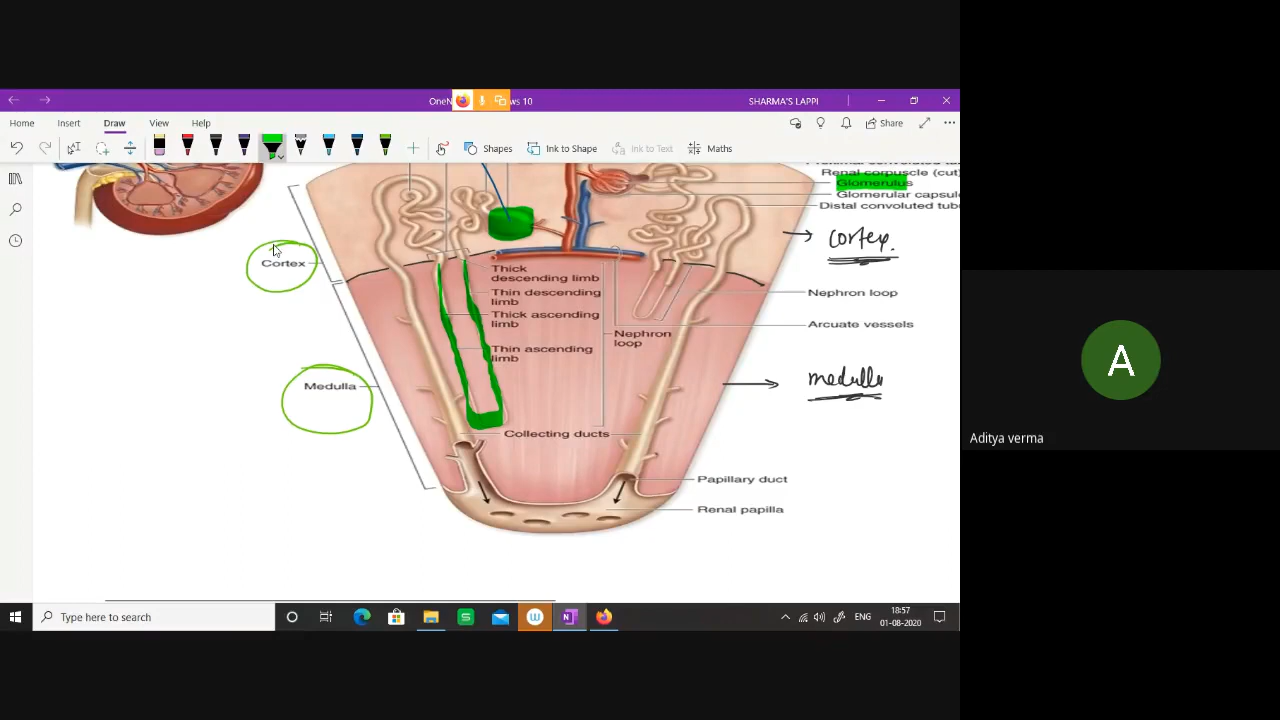 OneN
ws 10
SHARMA'S LAPPI
Home
Insert
Draw
View
Help
Share
Shapes
Ink to Shape
Ink to Text
Maths
Renal corpuscle (cut)
Glomerulus
Glomerular capsul
Distal convoluted tub
cortex.
Cortex
Thick
descending limb
Thin descending
limb
Thick ascending
limb
Thin ascending
limb
Nephron
loop
Nephron loop
Arcuate vessels
Medulla
medulla
Collecting ducts
Papillary duct
Renal papilla
A
Aditya verma
Type here to search
ENG
18:57
01-08-2020